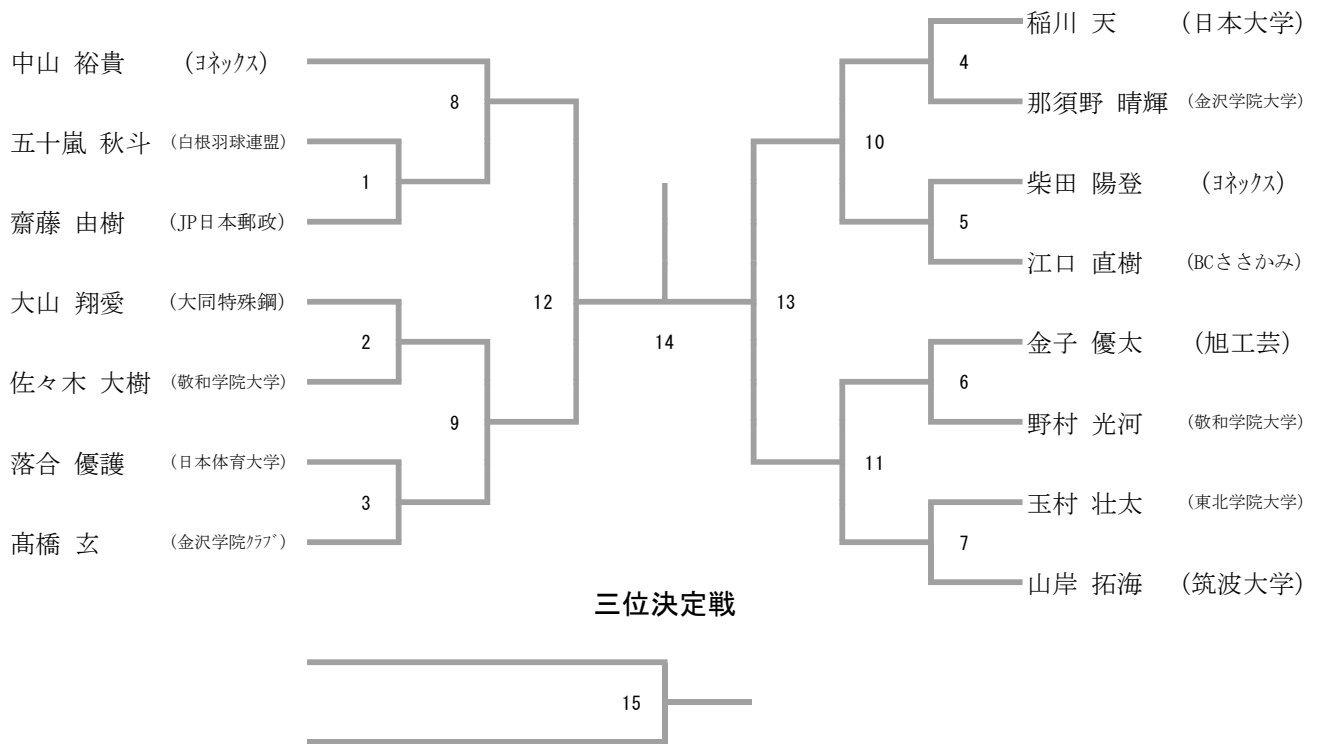 中山 裕貴 (ﾖﾈｯｸｽ)
8
五十嵐 秋斗 (白根羽球連盟)
1
齋藤 由樹 (JP日本郵政)
大山 翔愛 (大同特殊鋼)
2
佐々木 大樹 (敬和学院大学)
9
落合 優護 (日本体育大学)
3
髙橋 玄 (金沢学院ｸﾗﾌﾞ)
12
14
13
稲川 天 (日本大学)
4
那須野 晴輝 (金沢学院大学)
10
柴田 陽登 (ﾖﾈｯｸｽ)
5
江口 直樹 (BCささかみ)
金子 優太 (旭工芸)
6
野村 光河 (敬和学院大学)
11
玉村 壮太 (東北学院大学)
7
山岸 拓海 (筑波大学)
三位決定戦
15